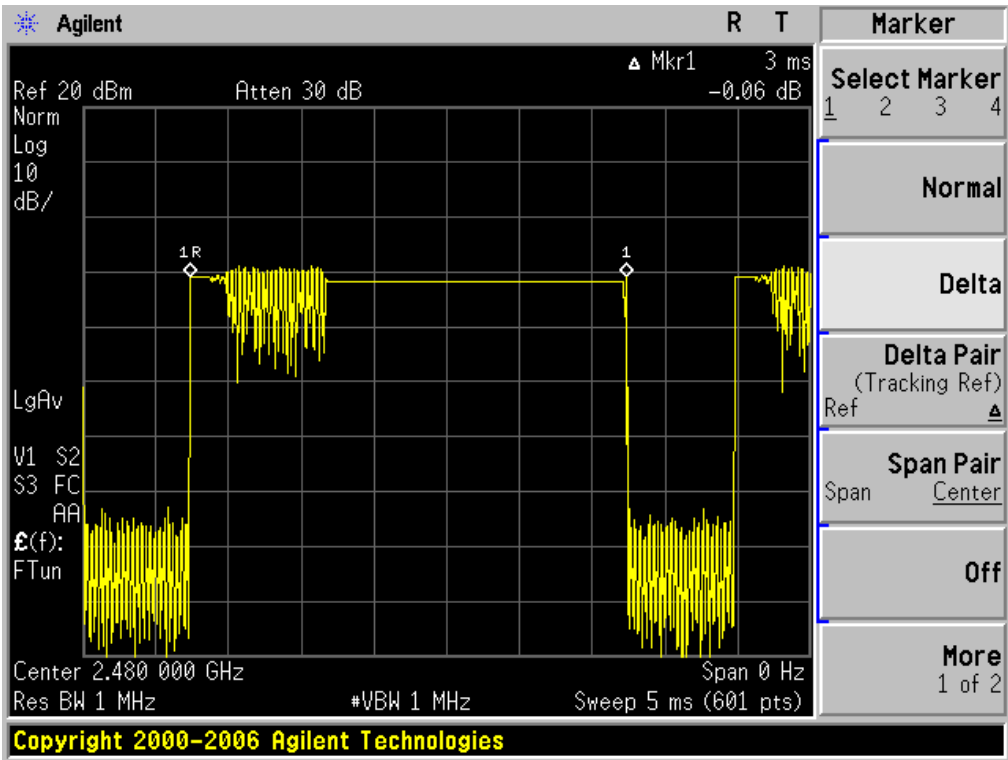 Agilent R T
Δ Mkr1 3 ms
Ref 20 dBm Atten 30 dB -0.06 dB
Norm
Log
10
dB/
1R
1
LgAv
V1 S2
S3 FC
AA
£(f):
FTun
Center 2.480 000 GHz Span 0 Hz
Res BW 1 MHz #VBW 1 MHz Sweep 5 ms (601 pts)
Copyright 2000-2006 Agilent Technologies
Marker
Select Marker
1 2 3 4
Normal
Delta
Delta Pair
(Tracking Ref)
Ref Δ
Span Pair
Span Center
Off
More
1 of 2